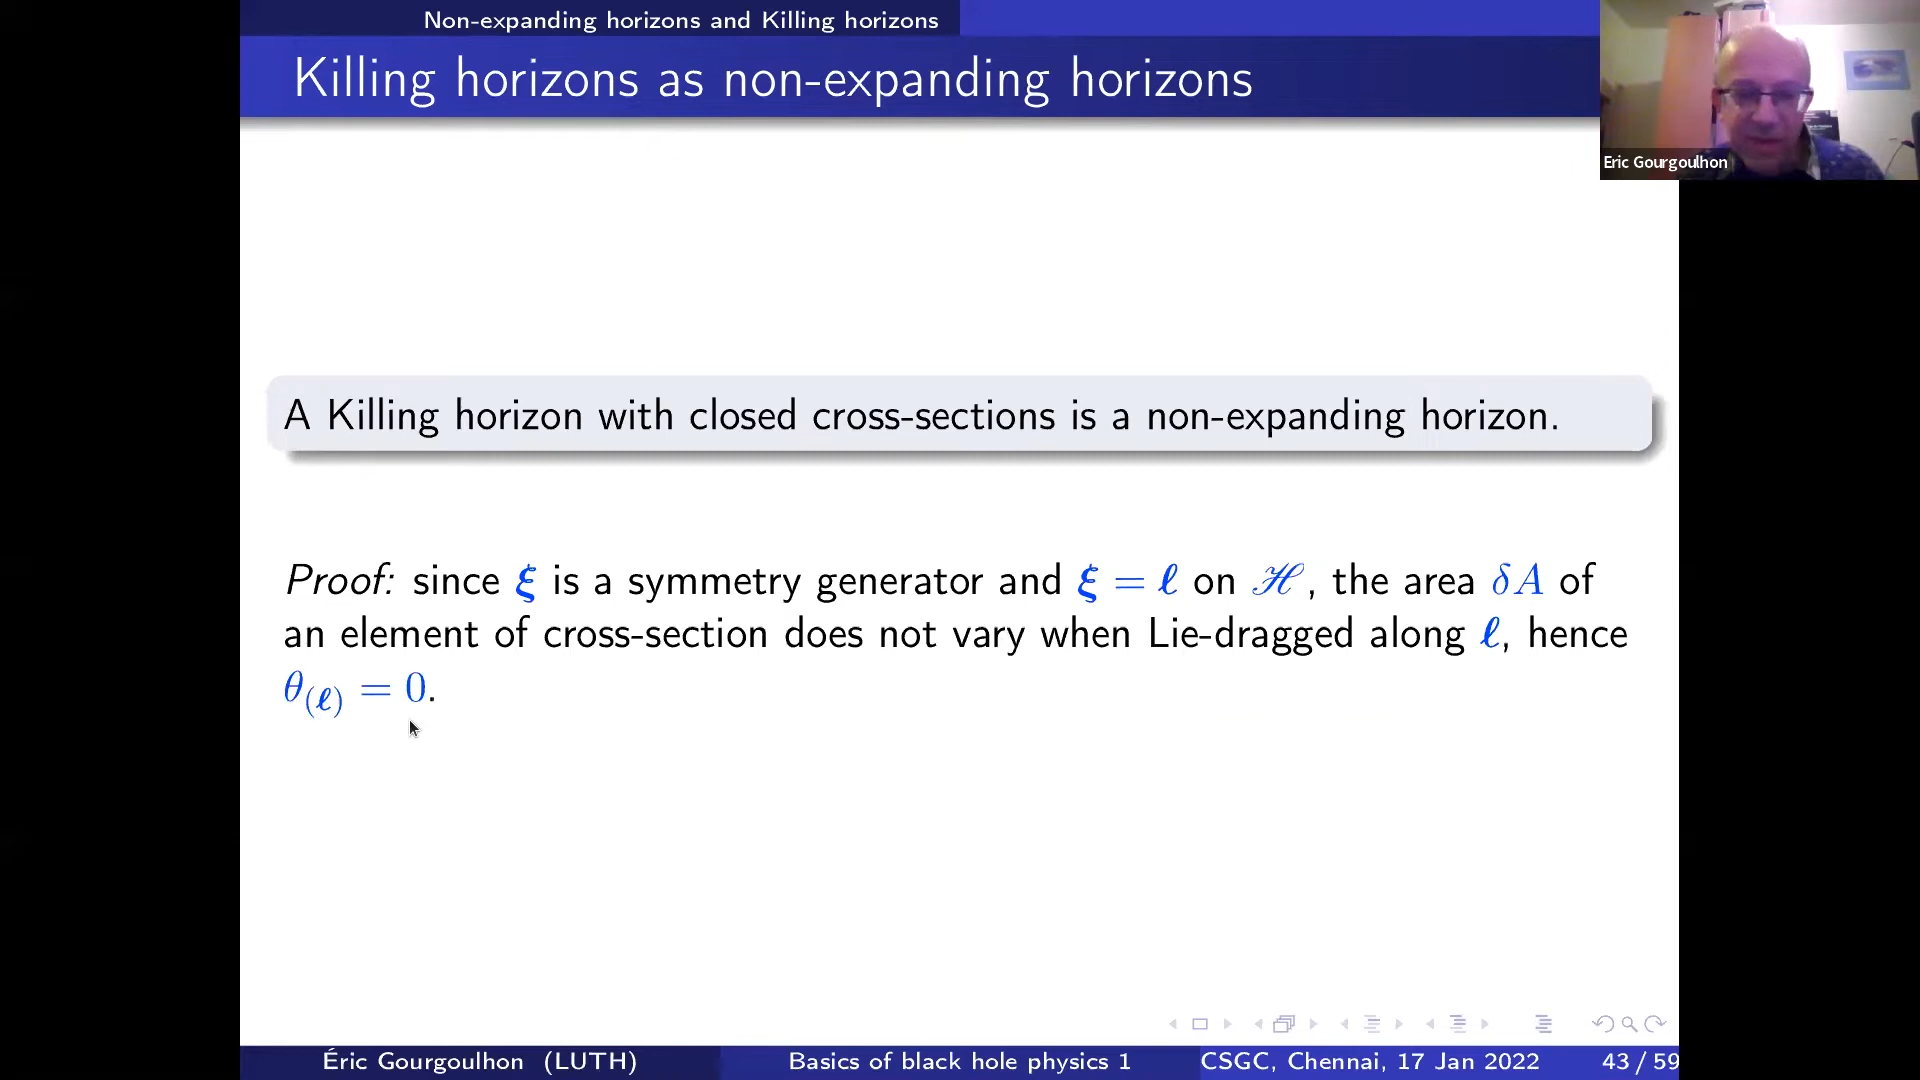 Non-expanding horizons and Killing horizons
Killing horizons as non-expanding horizons
Eric Gourgoulhon
A Killing horizon with closed cross-sections is a non-expanding horizon.
Proof: since ξ is a symmetry generator and ξ = ℓ on ℋ, the area δA of
an element of cross-section does not vary when Lie-dragged along ℓ, hence
θ(ℓ) = 0.
Éric Gourgoulhon (LUTH) Basics of black hole physics 1 CSGC, Chennai, 17 Jan 2022 43 / 59